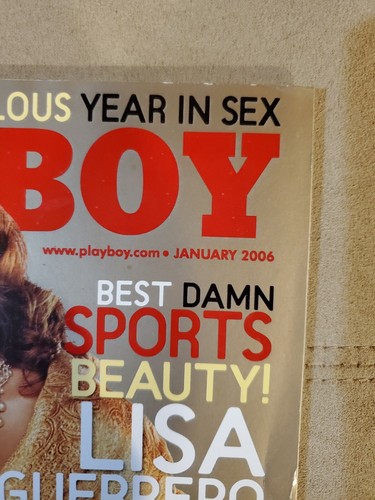 LOUS YEAR IN SEX
BOY
www.playboy.com • JANUARY 2006
BEST DAMN
SPORTS
BEAUTY!
LISA
GUERRERO